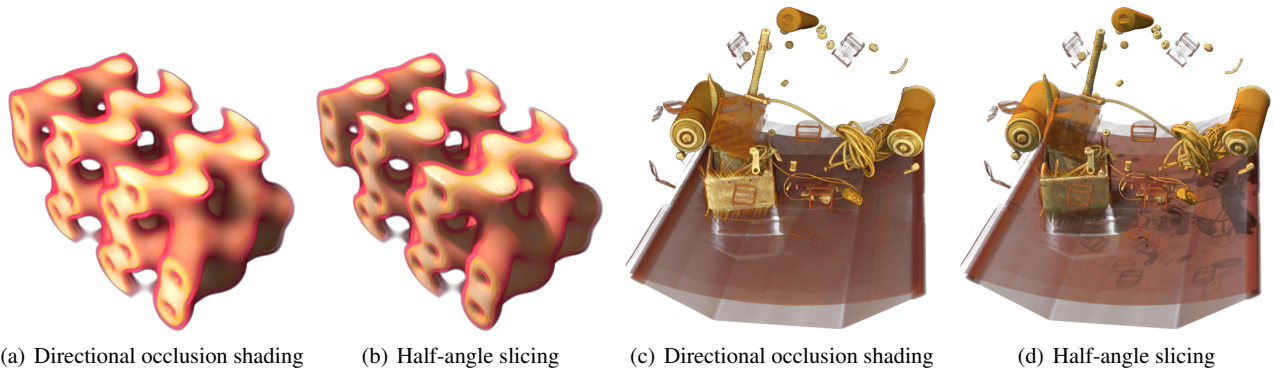 (a) Directional occlusion shading
(b) Half-angle slicing
(c) Directional occlusion shading
(d) Half-angle slicing